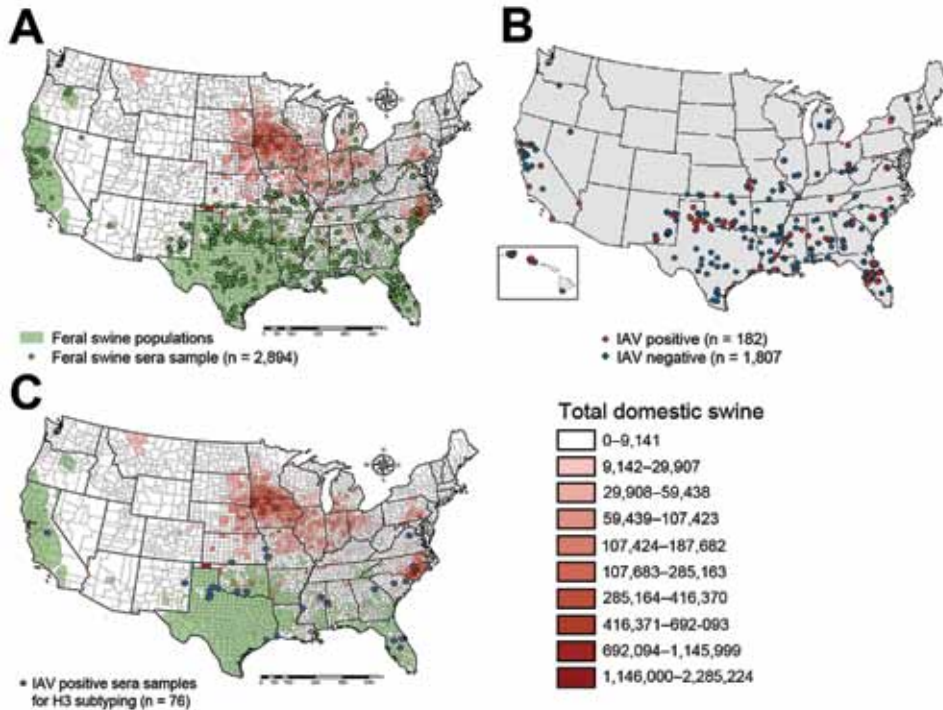 A
B
Feral swine populations
Feral swine sera sample (n = 2,894)
IAV positive (n = 182)
IAV negative (n = 1,807
C
IAV positive sera samples
for H3 subtyping (n = 76)
Total domestic swine
0–9,141
9,142–29,907
29,908–59,438
59,439–107,423
107,424–187,682
107,683–285,163
285,164–416,370
416,371–692-093
692,094–1,145,999
1,146,000–2,285,224